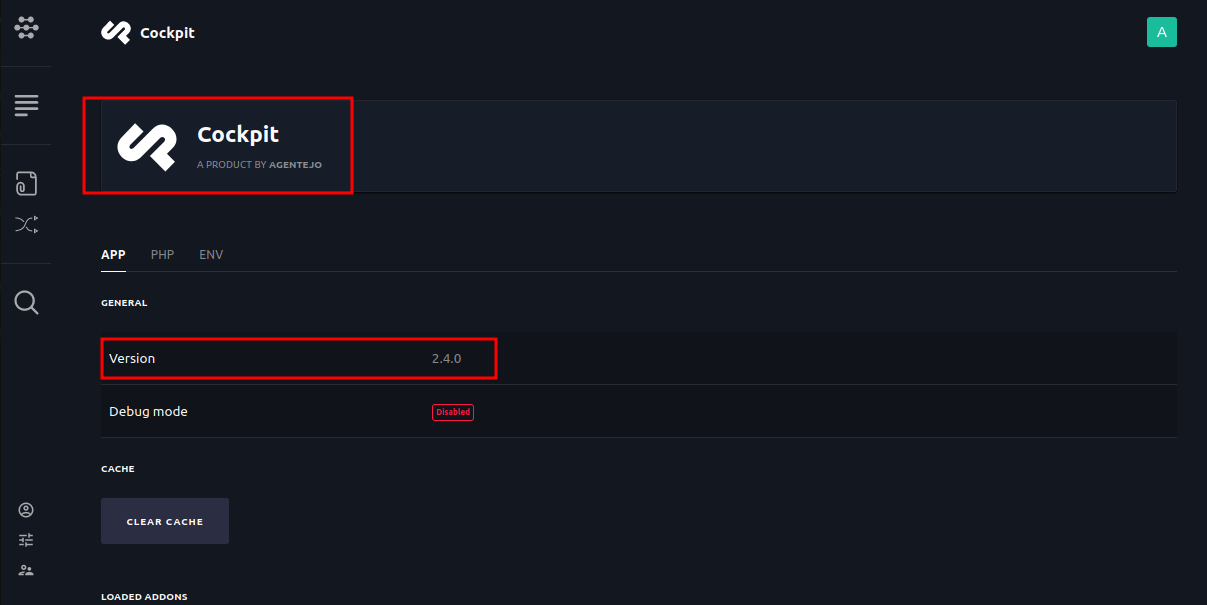 Cockpit
A
Cockpit
A PRODUCT BY AGENTEJO
APP PHP ENV
GENERAL
Version 2.4.0
Debug mode Disabled
CACHE
CLEAR CACHE
LOADED ADDONS